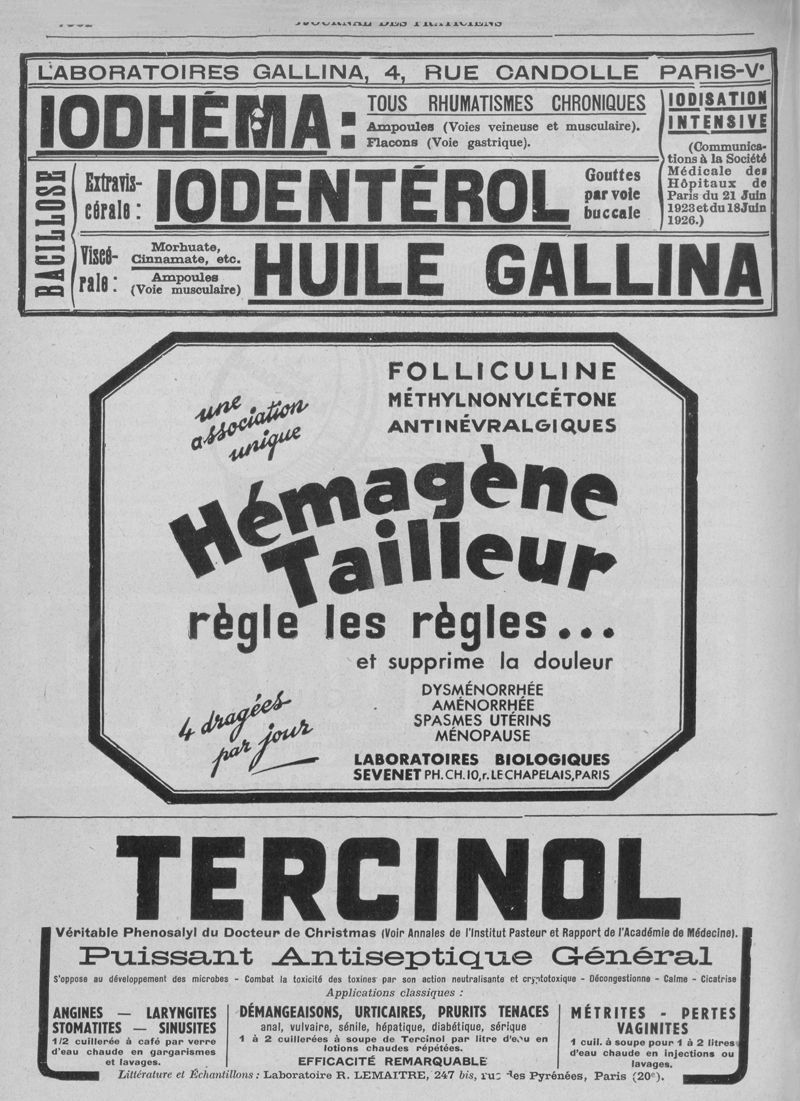 JOURNAL DES PRATICIENS
LABORATOIRES GALLINA, 4, RUE CANDOLLE PARIS-Vᵉ
IODHÉMA:
TOUS RHUMATISMES CHRONIQUES
Ampoules (Voies veineuse et musculaire).
Flacons (Voie gastrique).
IODISATION
INTENSIVE
(Communica-
tions à la Société
Médicale des
Hôpitaux de
Paris du 21 Juin
1923 et du 18 Juin
1926.)
BACILLOSE
Extravis-
cérale :
IODENTÉROL
Gouttes
par voie
buccale
Viscé-
rale :
Morhuate,
Cinnamate, etc.
Ampoules
(Voie musculaire)
HUILE GALLINA
une
association
unique
FOLLICULINE
MÉTHYLNONYLCÉTONE
ANTINÉVRALGIQUES
Hémagène
Tailleur
règle les règles...
et supprime la douleur
4 dragées
par jour
DYSMÉNORRHÉE
AMÉNORRHÉE
SPASMES UTÉRINS
MÉNOPAUSE
LABORATOIRES BIOLOGIQUES
SEVENET PH. CH. 10, r. LE CHAPELAIS, PARIS
TERCINOL
Véritable Phenosalyl du Docteur de Christmas (Voir Annales de l'Institut Pasteur et Rapport de l'Académie de Médecine).
Puissant Antiseptique Général
S'oppose au développement des microbes - Combat la toxicité des toxines par son action neutralisante et cryptotoxique - Décongestionne - Calme - Cicatrise
Applications classiques :
ANGINES — LARYNGITES
STOMATITES — SINUSITES
1/2 cuillerée à café par verre
d'eau chaude en gargarismes
et lavages.
DÉMANGEAISONS, URTICAIRES, PRURITS TENACES
anal, vulvaire, sénile, hépatique, diabétique, sérique
1 à 2 cuillerées à soupe de Tercinol par litre d'eau en
lotions chaudes répétées.
EFFICACITÉ REMARQUABLE
MÉTRITES - PERTES
VAGINITES
1 cuil. à soupe pour 1 à 2 litres
d'eau chaude en injections ou
lavages.
Littérature et Échantillons : Laboratoire R. LEMAITRE, 247 bis, rue des Pyrénées, Paris (20ᵉ).